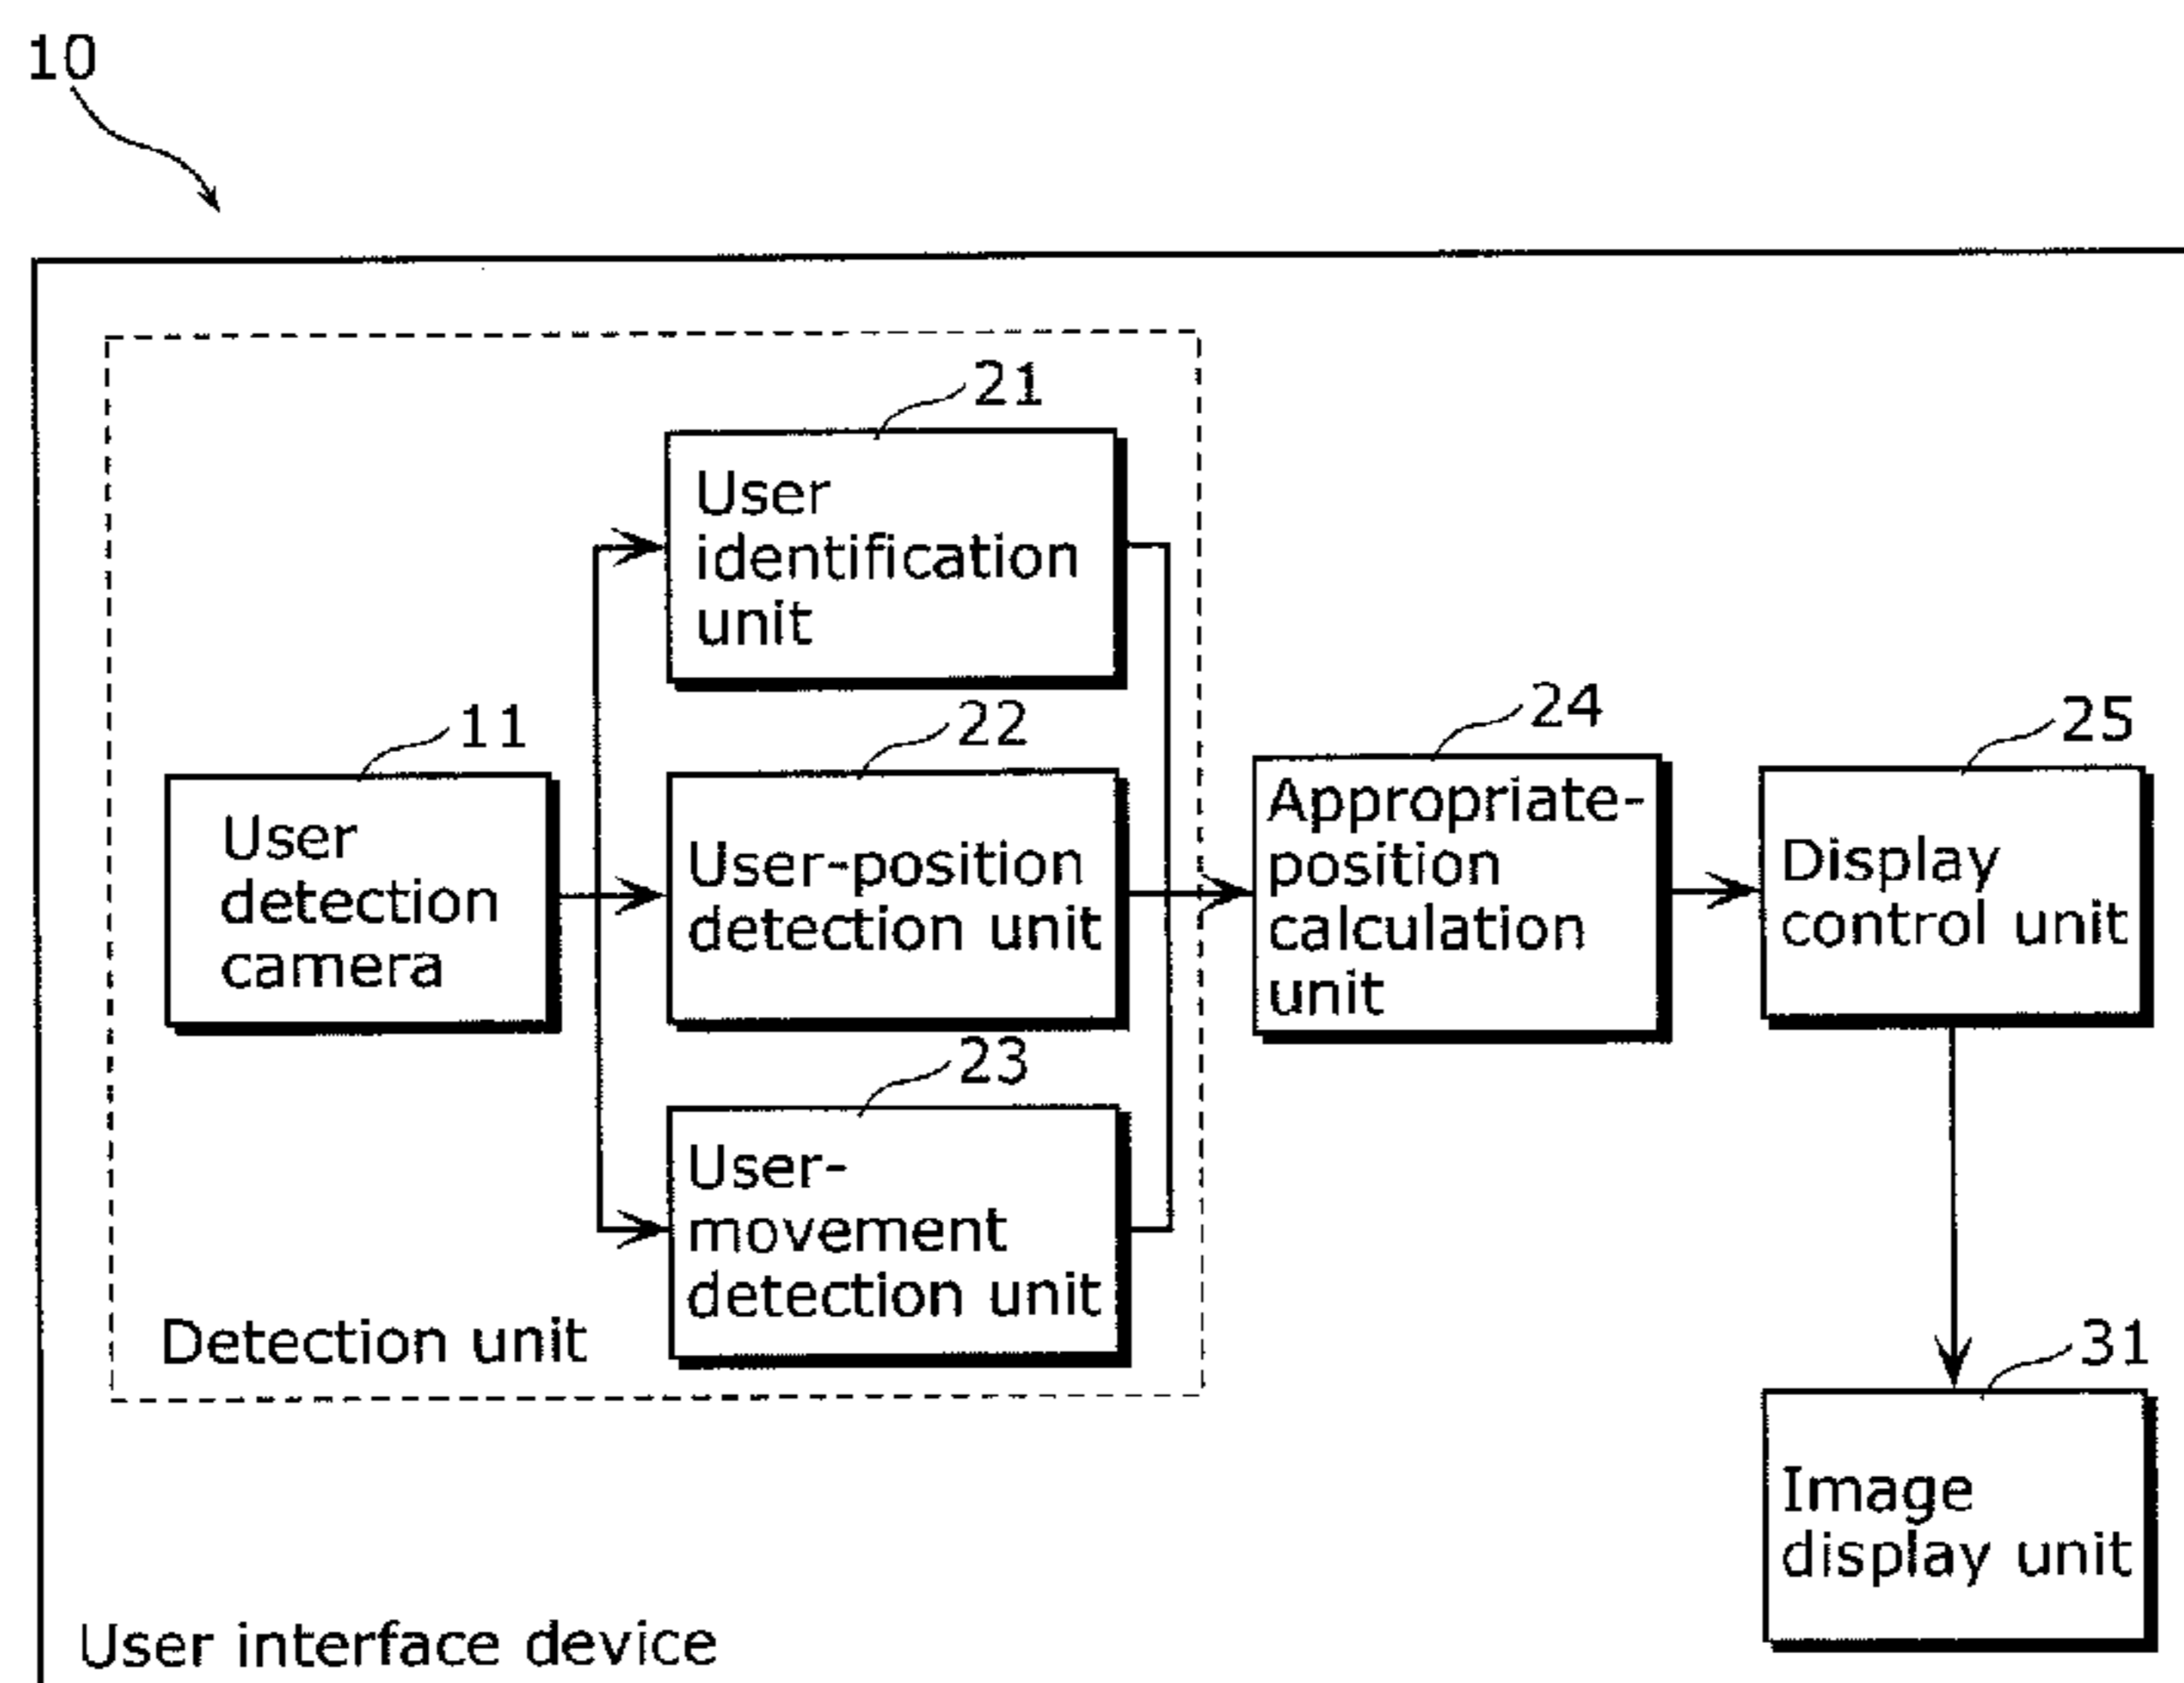 10
21
User
identification
unit
11
User
detection
camera
22
User-position
detection unit
24
Appropriate-
position
calculation
unit
25
Display
control unit
23
User-
movement
detection unit
Detection unit
31
Image
display unit
User interface device